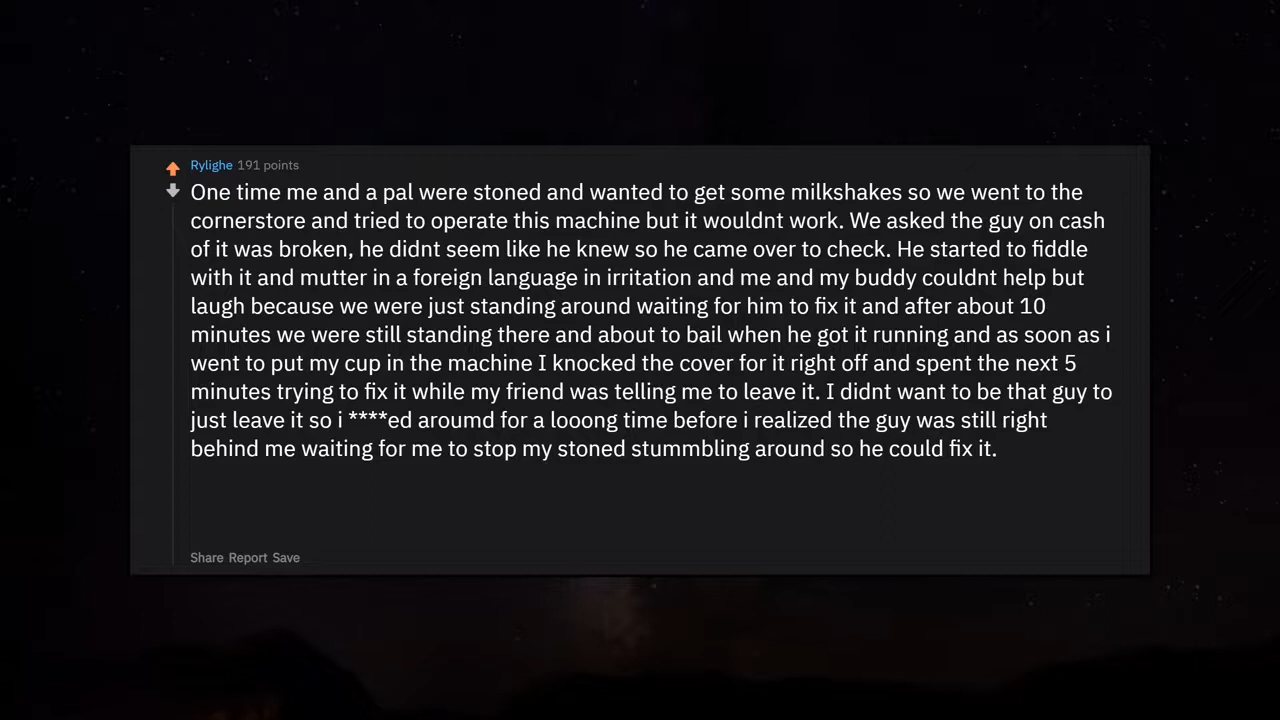 Rylighe 191 points
One time me and a pal were stoned and wanted to get some milkshakes so we went to the
cornerstore and tried to operate this machine but it wouldnt work. We asked the guy on cash
of it was broken, he didnt seem like he knew so he came over to check. He started to fiddle
with it and mutter in a foreign language in irritation and me and my buddy couldnt help but
laugh because we were just standing around waiting for him to fix it and after about 10
minutes we were still standing there and about to bail when he got it running and as soon as i
went to put my cup in the machine I knocked the cover for it right off and spent the next 5
minutes trying to fix it while my friend was telling me to leave it. I didnt want to be that guy to
just leave it so i ****ed aroumd for a looong time before i realized the guy was still right
behind me waiting for me to stop my stoned stummbling around so he could fix it.
Share Report Save